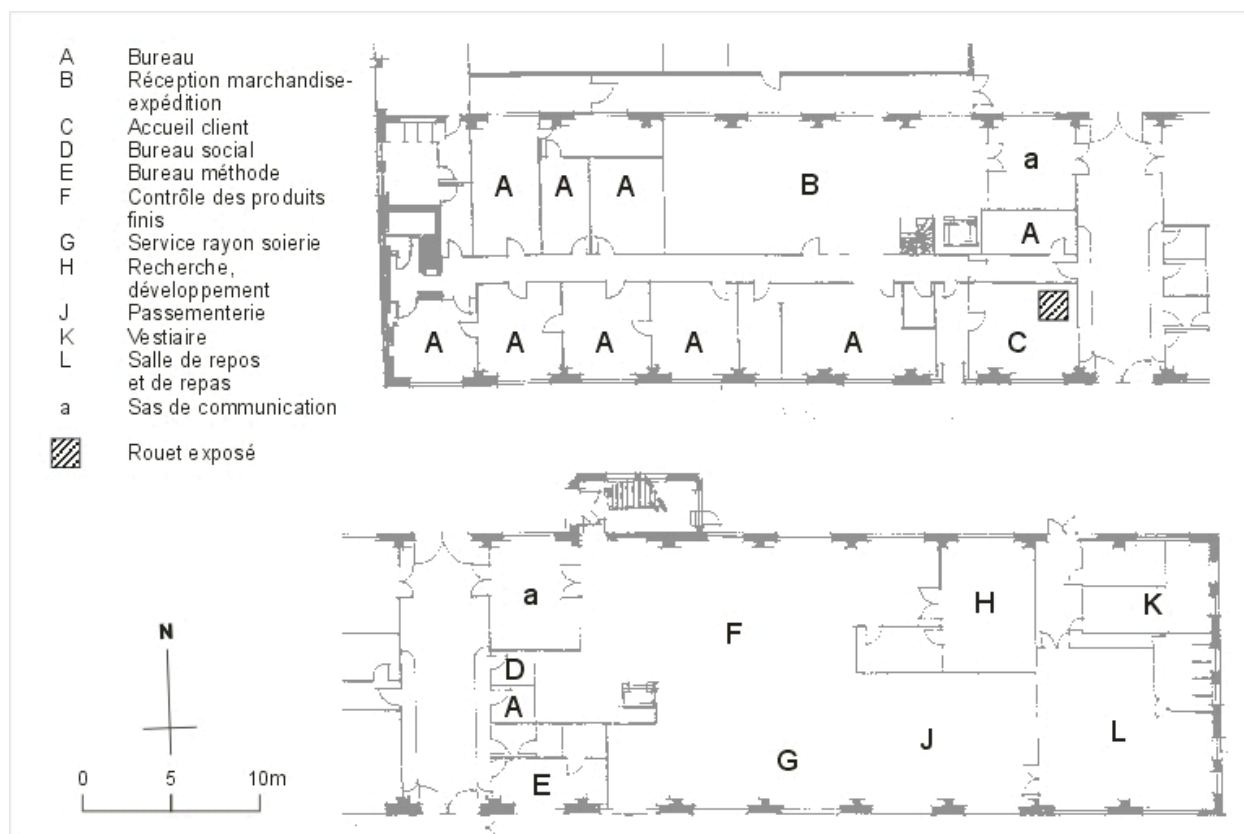 A Bureau
B Réception marchandise-
expédition
C Accueil client
D Bureau social
E Bureau méthode
F Contrôle des produits
finis
G Service rayon soierie
H Recherche,
développement
J Passementerie
K Vestiaire
L Salle de repos
et de repas
a Sas de communication
Rouet exposé
a
A A A B
A
A A A A A C
a
H
K
F
D
A
J
L
G
E
N
0 5 10m